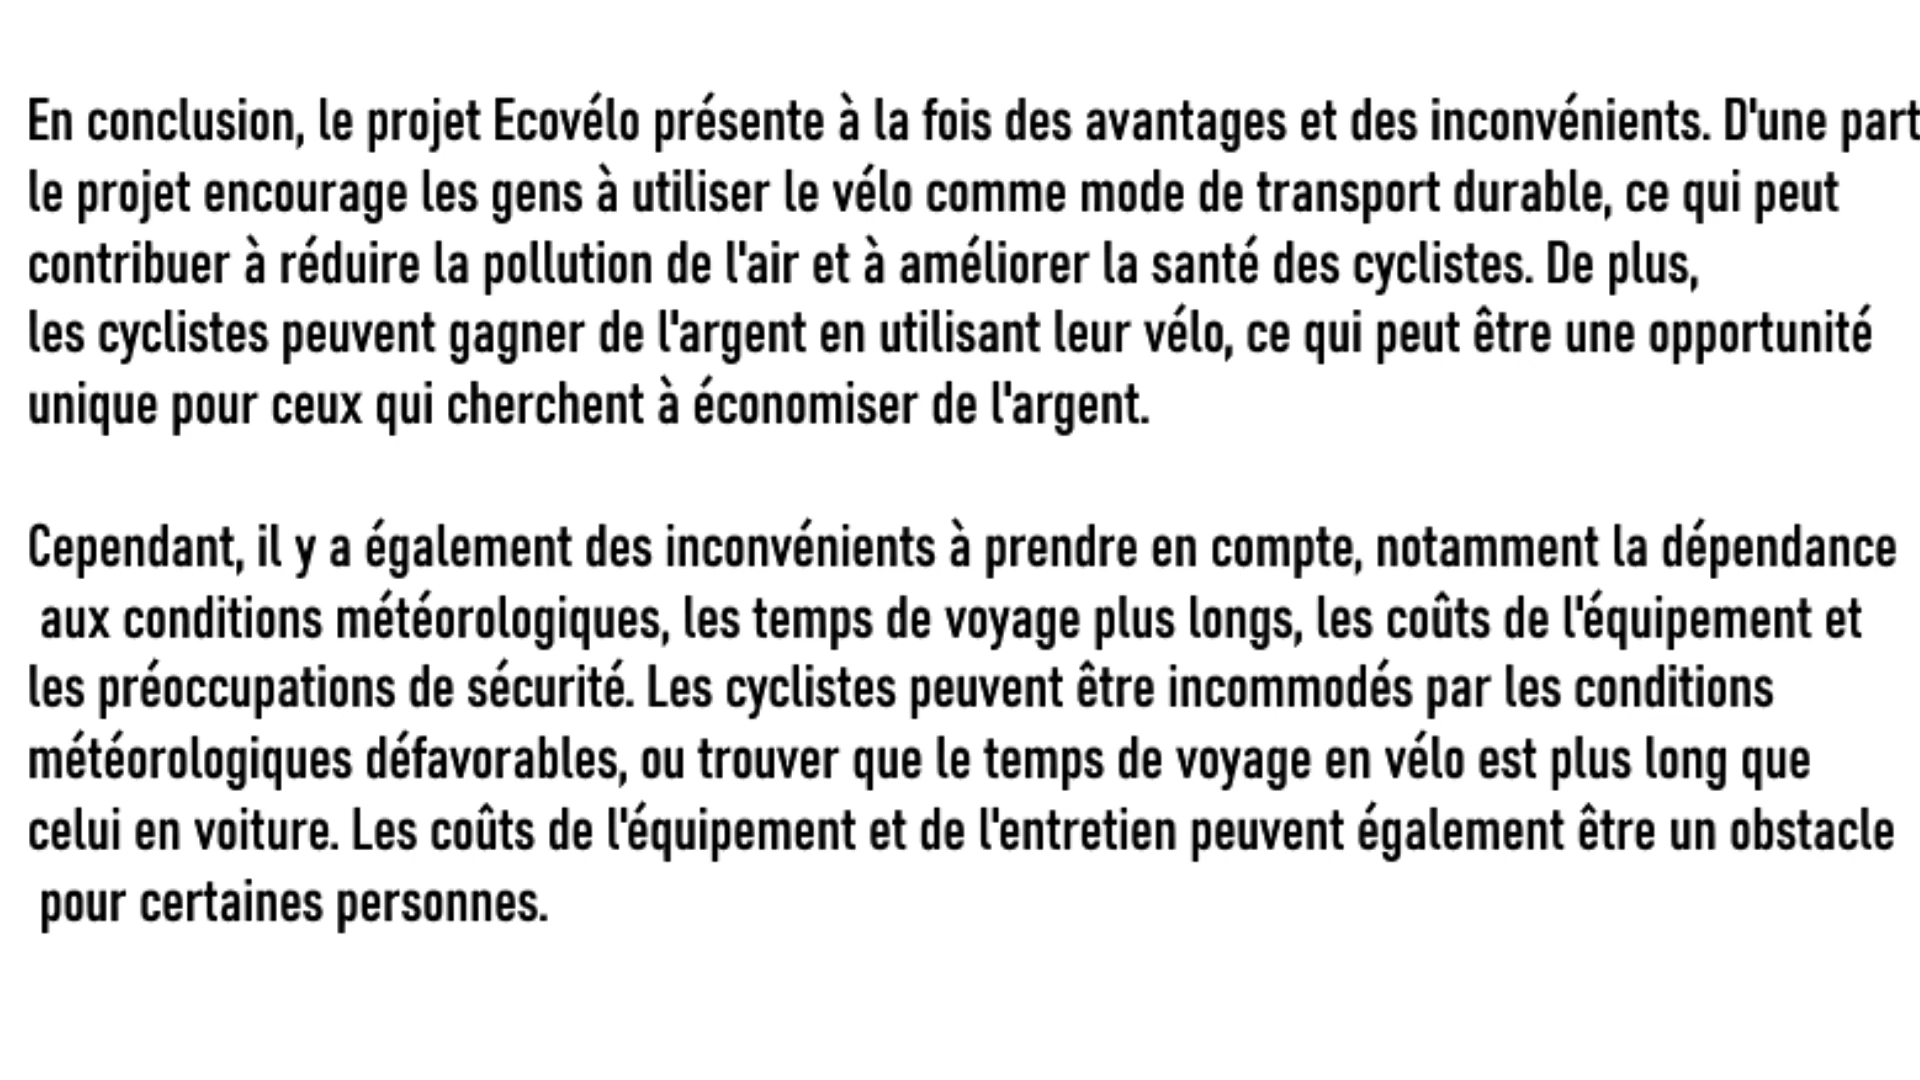 En conclusion, le projet Ecovélo présente à la fois des avantages et des inconvénients. D'une part
le projet encourage les gens à utiliser le vélo comme mode de transport durable, ce qui peut
contribuer à réduire la pollution de l'air et à améliorer la santé des cyclistes. De plus,
les cyclistes peuvent gagner de l'argent en utilisant leur vélo, ce qui peut être une opportunité
unique pour ceux qui cherchent à économiser de l'argent.
Cependant, il y a également des inconvénients à prendre en compte, notamment la dépendance
aux conditions météorologiques, les temps de voyage plus longs, les coûts de l'équipement et
les préoccupations de sécurité. Les cyclistes peuvent être incommodés par les conditions
météorologiques défavorables, ou trouver que le temps de voyage en vélo est plus long que
celui en voiture. Les coûts de l'équipement et de l'entretien peuvent également être un obstacle
pour certaines personnes.